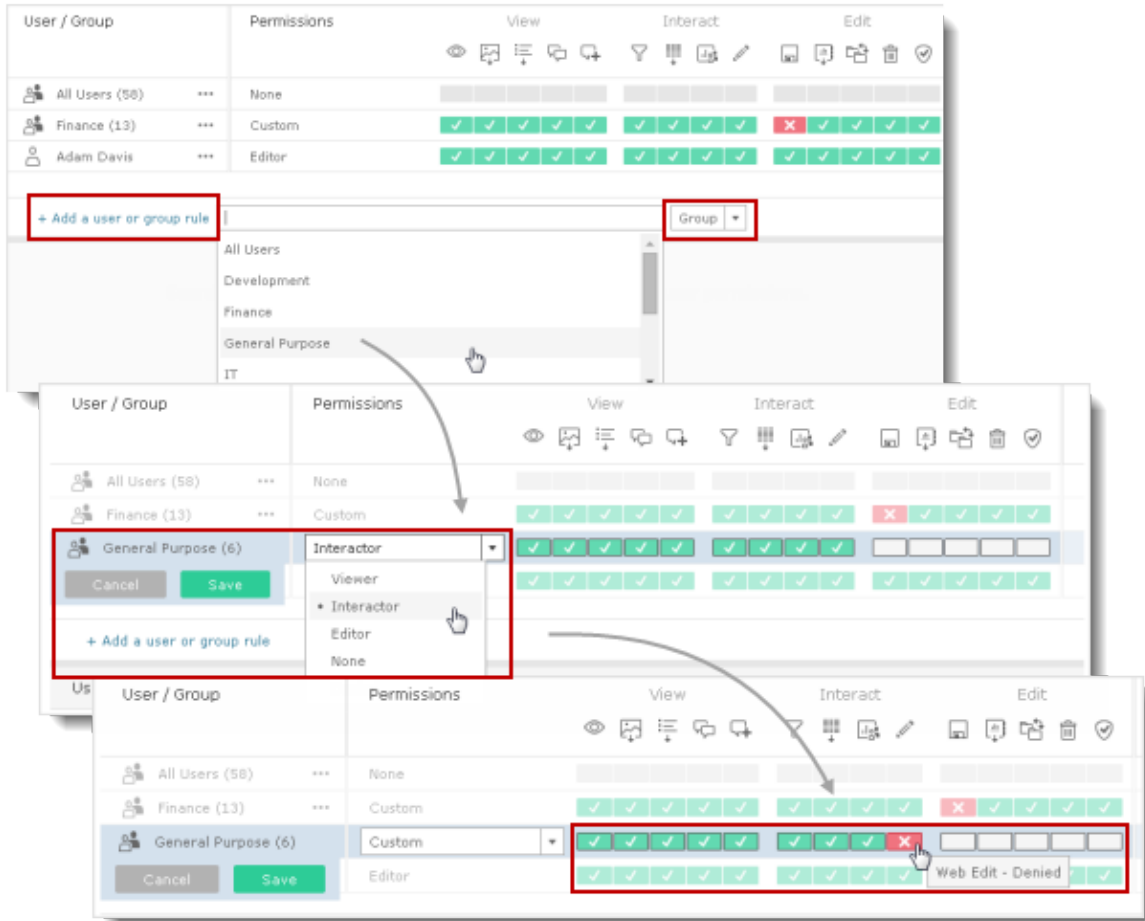 User / Group Permissions View Interact Edit
All Users (58) ••• None
Finance (13) ••• Custom
Adam Davis ••• Editor
+ Add a user or group rule Group
All Users
Development
Finance
General Purpose
IT
User / Group Permissions View Interact Edit
All Users (58) ••• None
Finance (13) ••• Custom
General Purpose (6) Interactor
Cancel Save Viewer
• Interactor
+ Add a user or group rule Editor
None
Us
User / Group Permissions View Interact Edit
All Users (58) ••• None
Finance (13) ••• Custom
General Purpose (6) Custom
Cancel Save Editor Web Edit - Denied